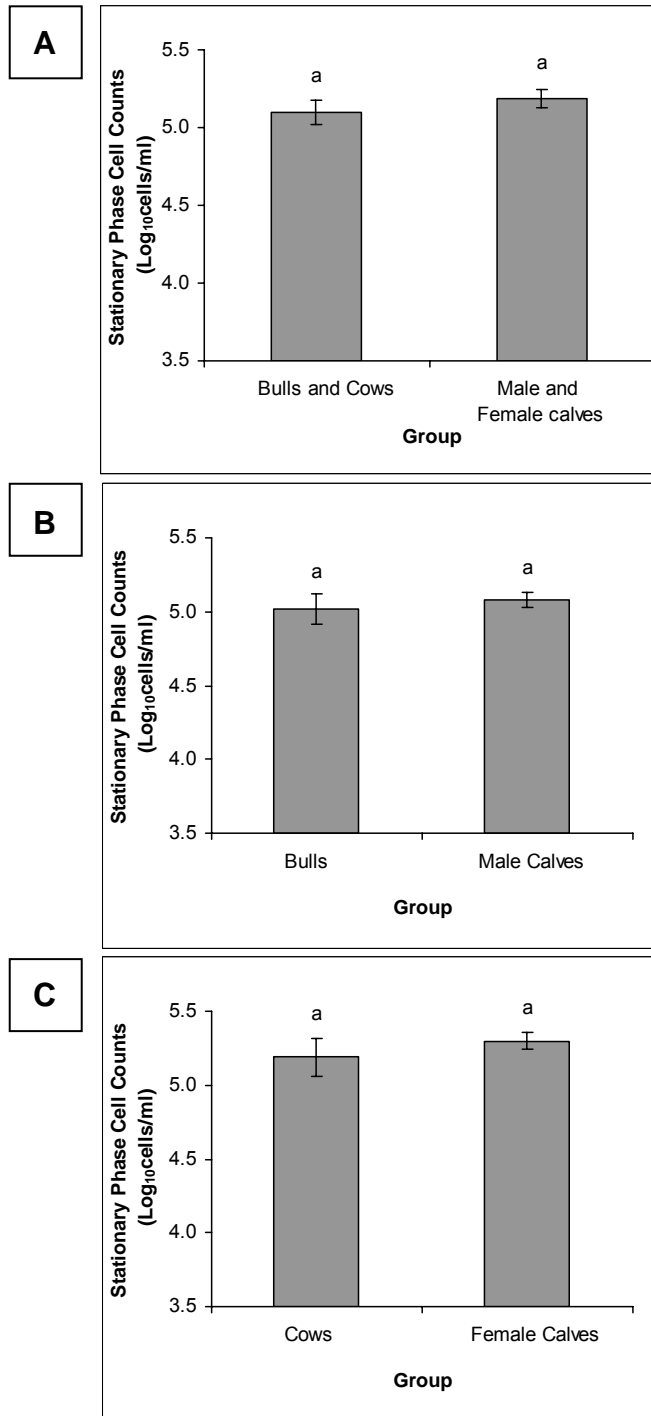 A
Stationary Phase Cell Counts
(Log₁₀cells/ml)
5.5
5.0
4.5
4.0
3.5
a
a
Bulls and Cows
Male and
Female calves
Group
B
Stationary Phase Cell Counts
(Log₁₀cells/ml)
5.5
5.0
4.5
4.0
3.5
a
a
Bulls
Male Calves
Group
C
Stationary Phase Cell Counts
(Log₁₀cells/ml)
5.5
5.0
4.5
4.0
3.5
a
a
Cows
Female Calves
Group